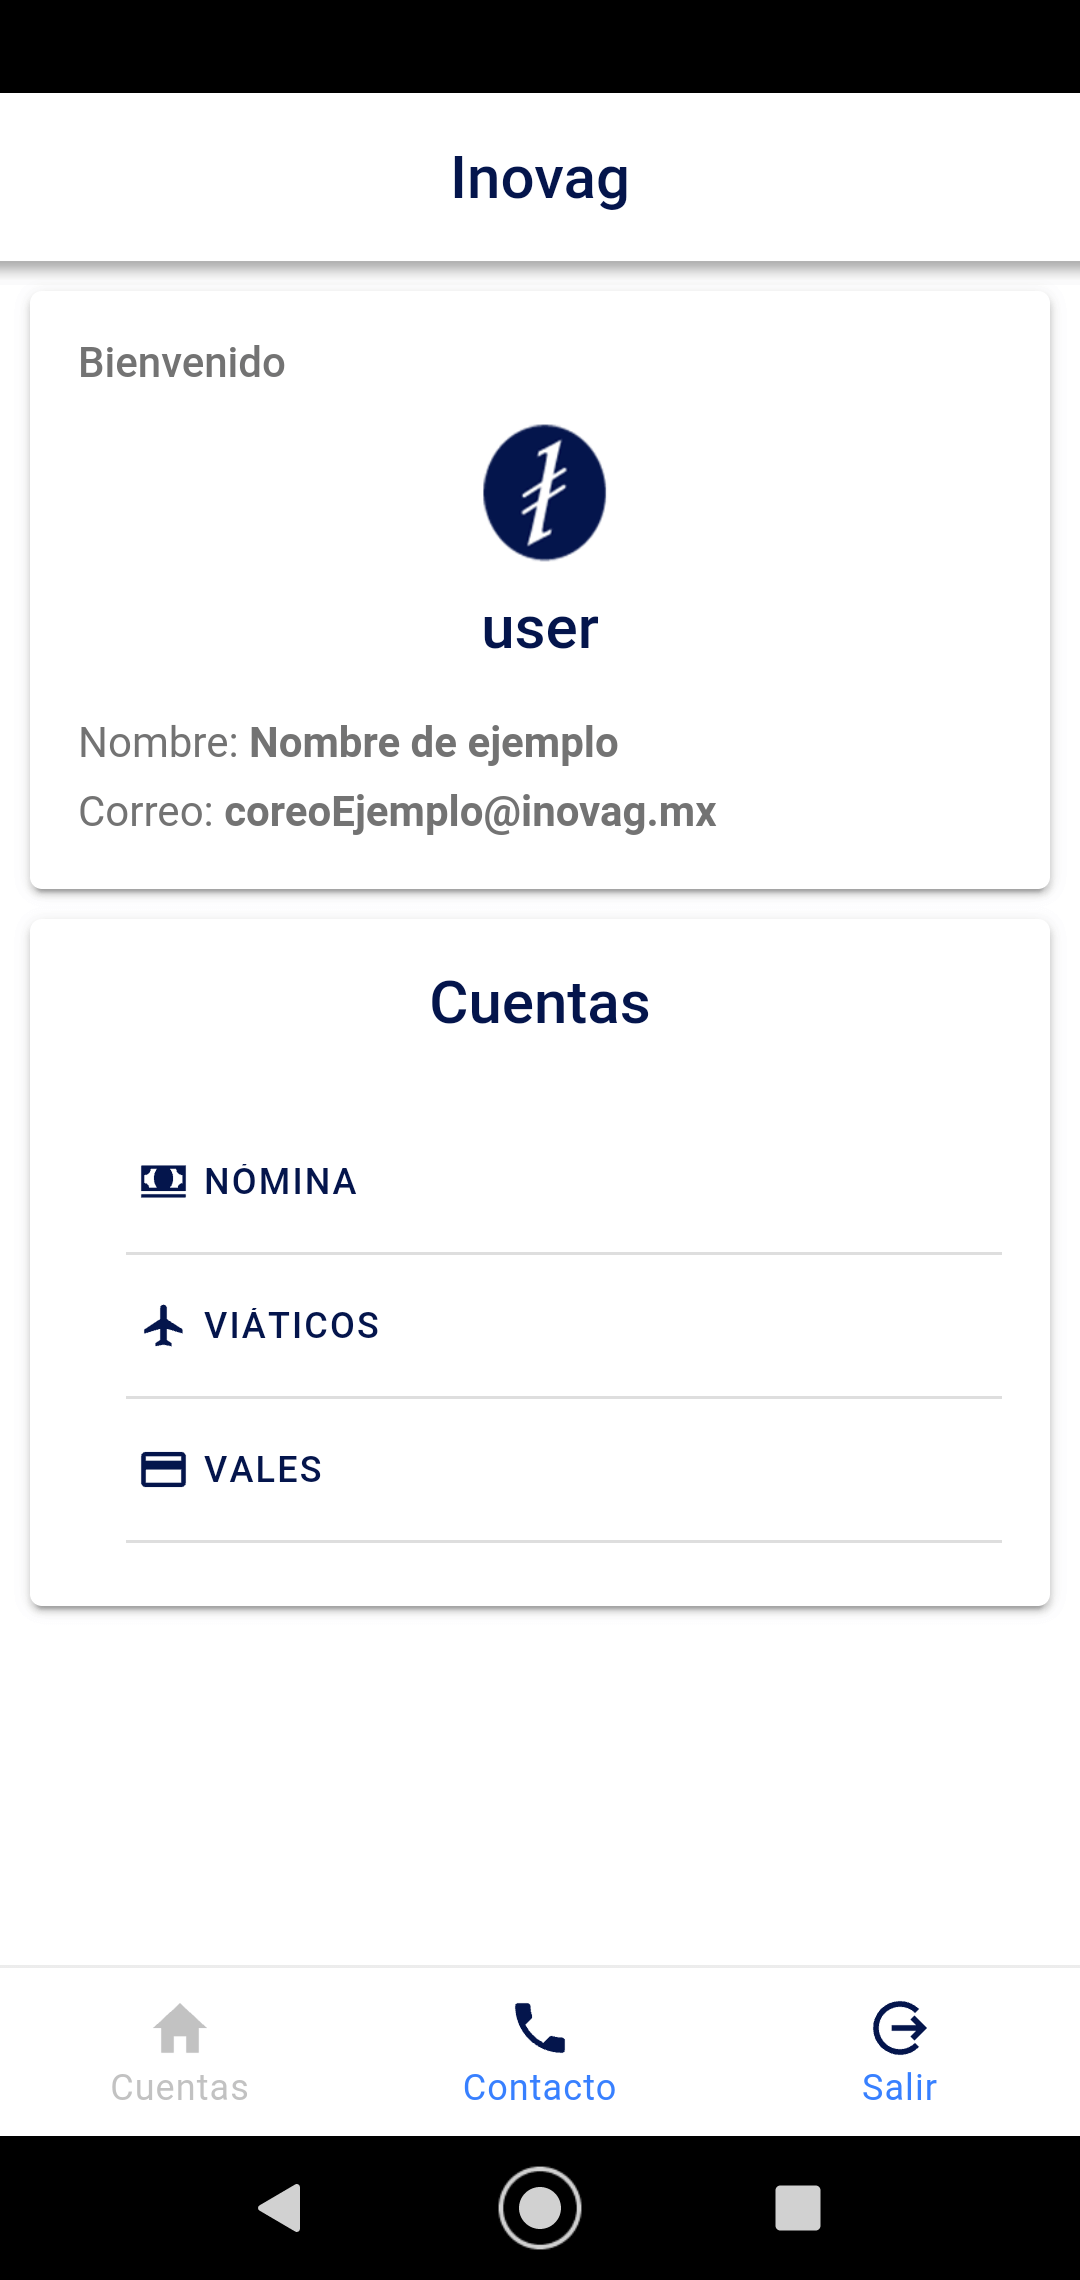 Inovag
Bienvenido
user
Nombre: Nombre de ejemplo
Correo: coreoEjemplo@inovag.mx
Cuentas
NÓMINA
VIÁTICOS
VALES
Cuentas
Contacto
Salir